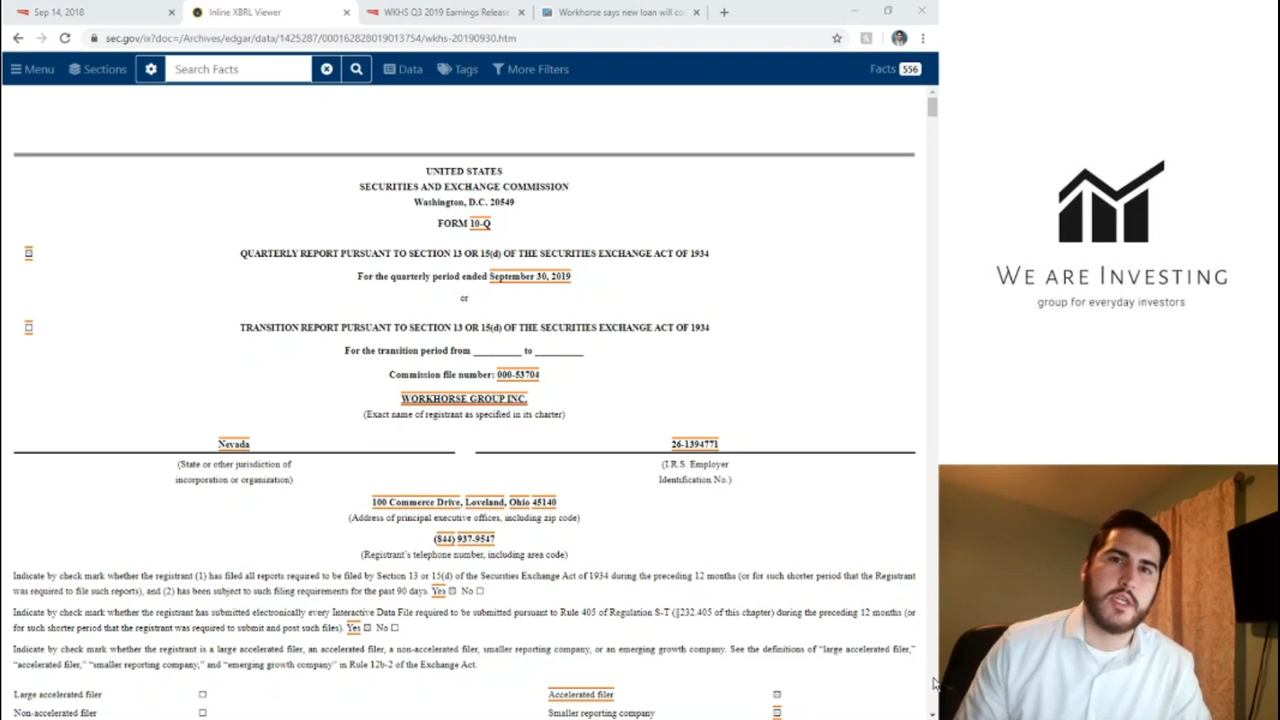 Sep 14, 2018
Inline XBRL Viewer
WKHS Q3 2019 Earnings Release
Workhorse says new loan will co
sec.gov/ix?doc=/Archives/edgar/data/1425287/000162828019013754/wkhs-20190930.htm
Menu
Sections
Search Facts
Data
Tags
More Filters
Facts 556
UNITED STATES
SECURITIES AND EXCHANGE COMMISSION
Washington, D.C. 20549
FORM 10-Q
QUARTERLY REPORT PURSUANT TO SECTION 13 OR 15(d) OF THE SECURITIES EXCHANGE ACT OF 1934
For the quarterly period ended September 30, 2019
or
TRANSITION REPORT PURSUANT TO SECTION 13 OR 15(d) OF THE SECURITIES EXCHANGE ACT OF 1934
For the transition period from _________ to _________
Commission file number: 000-53704
WORKHORSE GROUP INC.
(Exact name of registrant as specified in its charter)
Nevada
26-1394771
(State or other jurisdiction of
incorporation or organization)
(I.R.S. Employer
Identification No.)
100 Commerce Drive, Loveland, Ohio 45140
(Address of principal executive offices, including zip code)
(844) 937-9547
(Registrant's telephone number, including area code)
Indicate by check mark whether the registrant (1) has filed all reports required to be filed by Section 13 or 15(d) of the Securities Exchange Act of 1934 during the preceding 12 months (or for such shorter period that the Registrant
was required to file such reports), and (2) has been subject to such filing requirements for the past 90 days. Yes ☒ No ☐
Indicate by check mark whether the registrant has submitted electronically every Interactive Data File required to be submitted pursuant to Rule 405 of Regulation S-T (§232.405 of this chapter) during the preceding 12 months (or
for such shorter period that the registrant was required to submit and post such files). Yes ☒ No ☐
Indicate by check mark whether the registrant is a large accelerated filer, an accelerated filer, a non-accelerated filer, smaller reporting company, or an emerging growth company. See the definitions of "large accelerated filer,"
"accelerated filer," "smaller reporting company," and "emerging growth company" in Rule 12b-2 of the Exchange Act.
Large accelerated filer ☐
Accelerated filer ☒
Non-accelerated filer ☐
Smaller reporting company ☒
WE ARE INVESTING
group for everyday investors